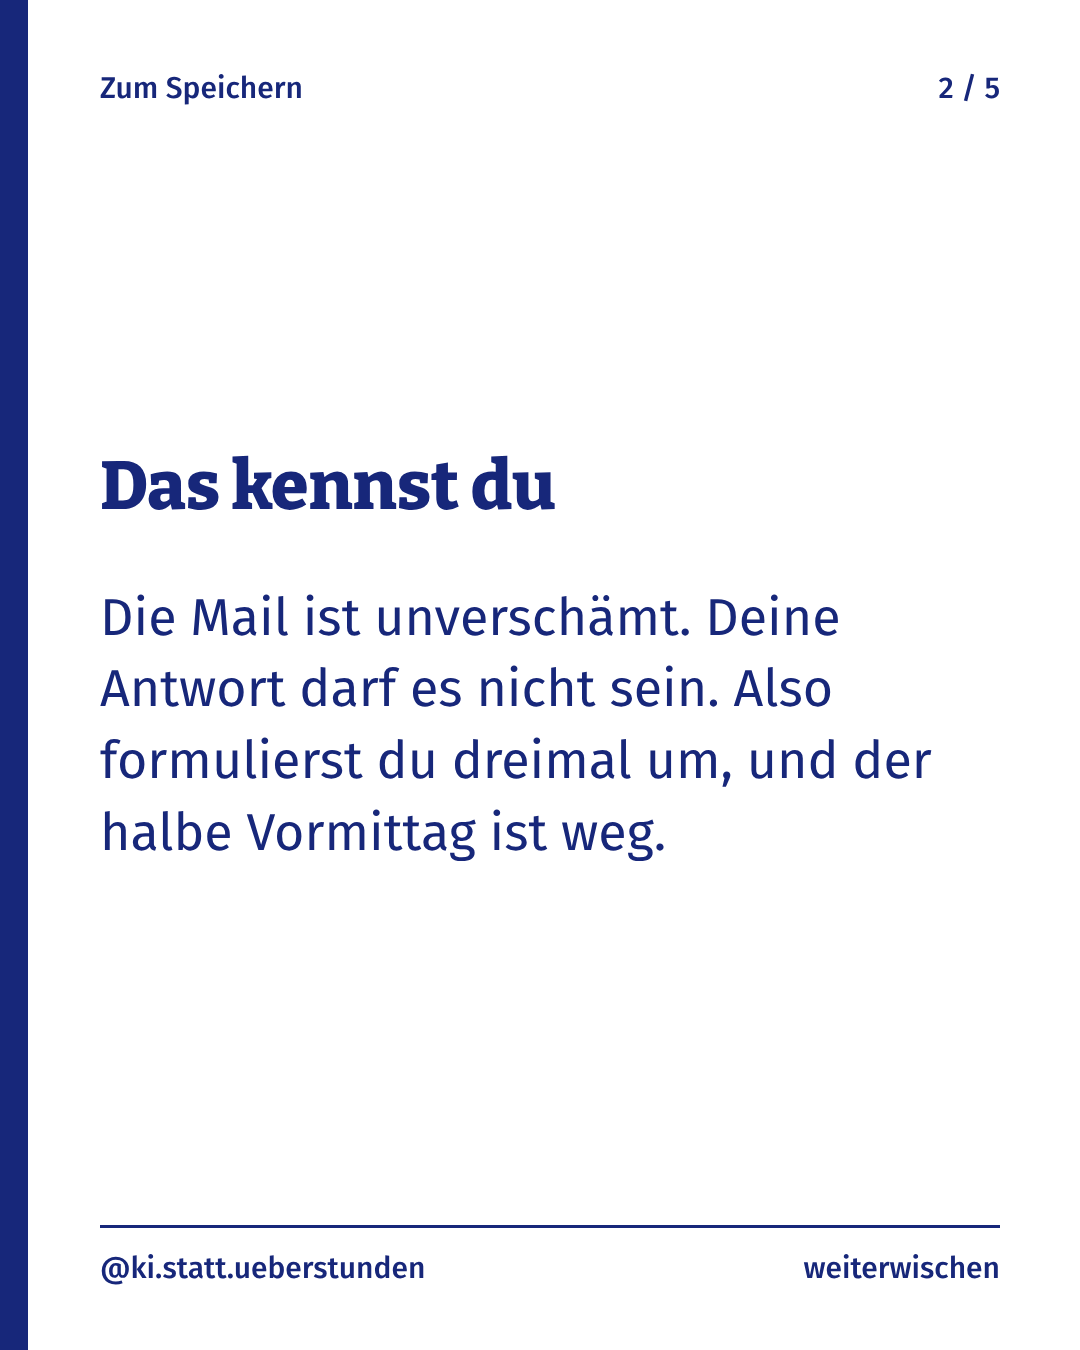 Zum Speichern
2 / 5
Das kennst du
Die Mail ist unverschämt. Deine
Antwort darf es nicht sein. Also
formulierst du dreimal um, und der
halbe Vormittag ist weg.
@ki.statt.ueberstunden
weiterwischen